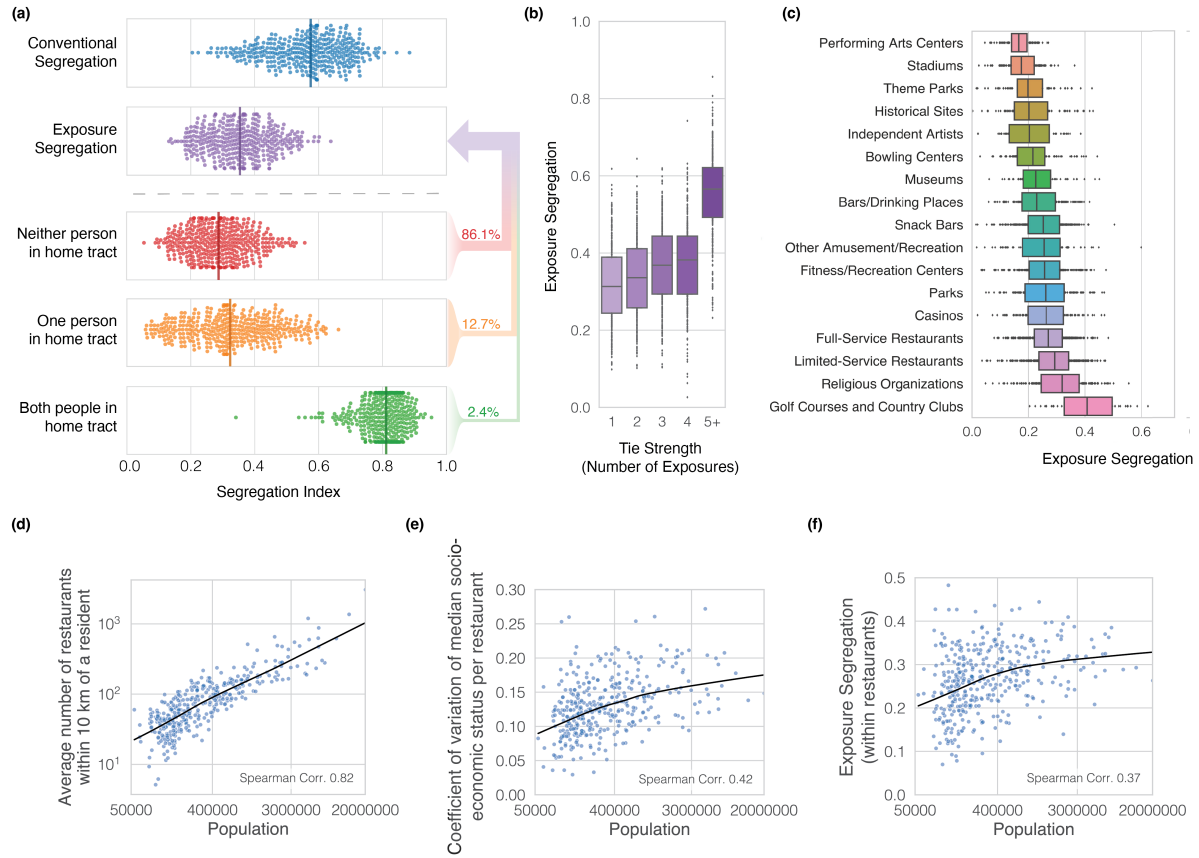 (a)
Conventional
Segregation
Exposure
Segregation
Neither person
in home tract
One person
in home tract
Both people in
home tract
86.1%
12.7%
2.4%
0.0
0.2
0.4
0.6
0.8
1.0
Segregation Index
(b)
Exposure Segregation
1.0
0.8
0.6
0.4
0.2
0.0
1
2
3
4
5+
Tie Strength
(Number of Exposures)
(c)
Performing Arts Centers
Stadiums
Theme Parks
Historical Sites
Independent Artists
Bowling Centers
Museums
Bars/Drinking Places
Snack Bars
Other Amusement/Recreation
Fitness/Recreation Centers
Parks
Casinos
Full-Service Restaurants
Limited-Service Restaurants
Religious Organizations
Golf Courses and Country Clubs
0.0
0.2
0.4
0.6
Exposure Segregation
(d)
Average number of restaurants
within 10 km of a resident
10³
10²
10¹
Spearman Corr. 0.82
50000
400000
3000000
20000000
Population
(e)
Coefficient of variation of median socio-
economic status per restaurant
0.30
0.25
0.20
0.15
0.10
0.05
0.00
Spearman Corr. 0.42
50000
400000
3000000
20000000
Population
(f)
Exposure Segregation
(within restaurants)
0.5
0.4
0.3
0.2
0.1
0.0
Spearman Corr. 0.37
50000
400000
3000000
20000000
Population